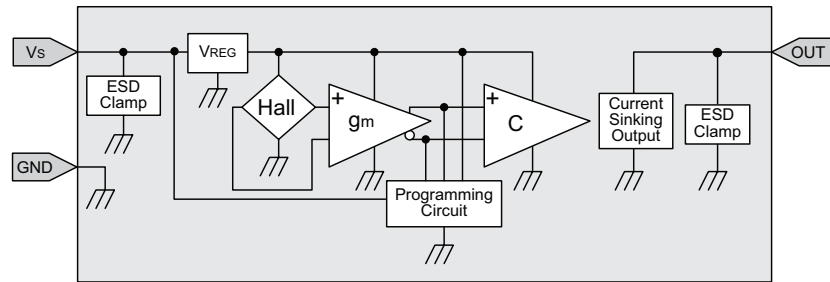 Vs
VREG
OUT
ESD
Clamp
Hall
+
gm
+
C
Current
Sinking
Output
ESD
Clamp
GND
Programming
Circuit